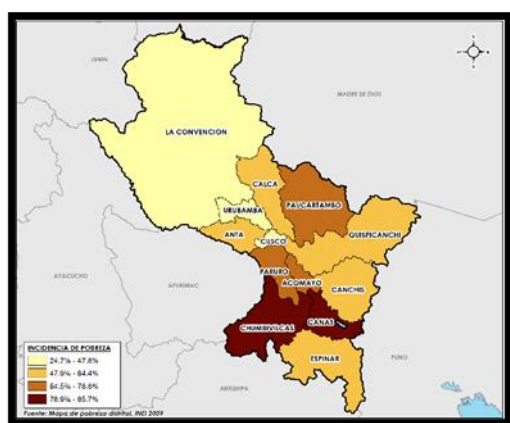 JUNIN
MADRE DE DIOS
LA CONVENCION
CALCA
PAUCARTAMBO
URUBAMBA
QUISPICANCHI
ANTA
CUSCO
PARURO
AYACUCHO
APURIMAC
ACOMAYO
CANCHIS
CANAS
CHUMBIVILCAS
ESPINAR
PUNO
AREQUIPA
INCIDENCIA DE POBREZA
24.7% - 47.8%
47.9% - 64.4%
64.5% - 78.8%
78.9% - 85.7%
Fuente: Mapa de pobreza distrital, INEI 2009